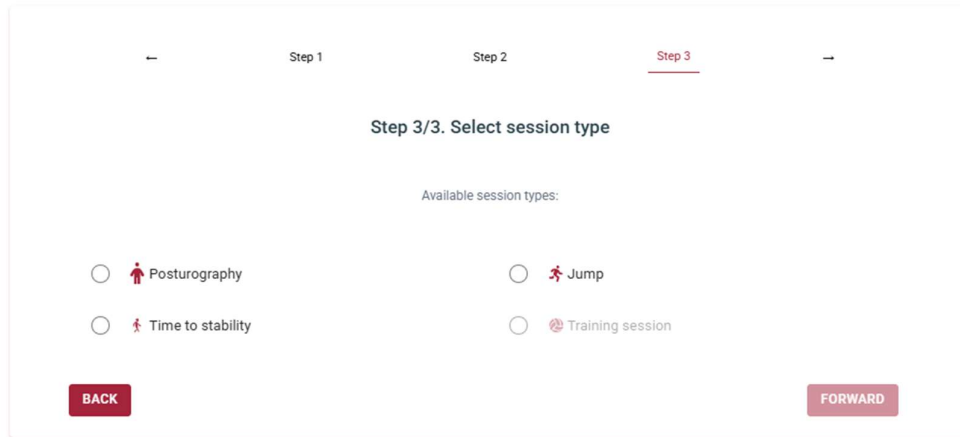 ← Step 1 Step 2 Step 3 →
Step 3/3. Select session type
Available session types:
Posturography Jump
Time to stability Training session
BACK FORWARD